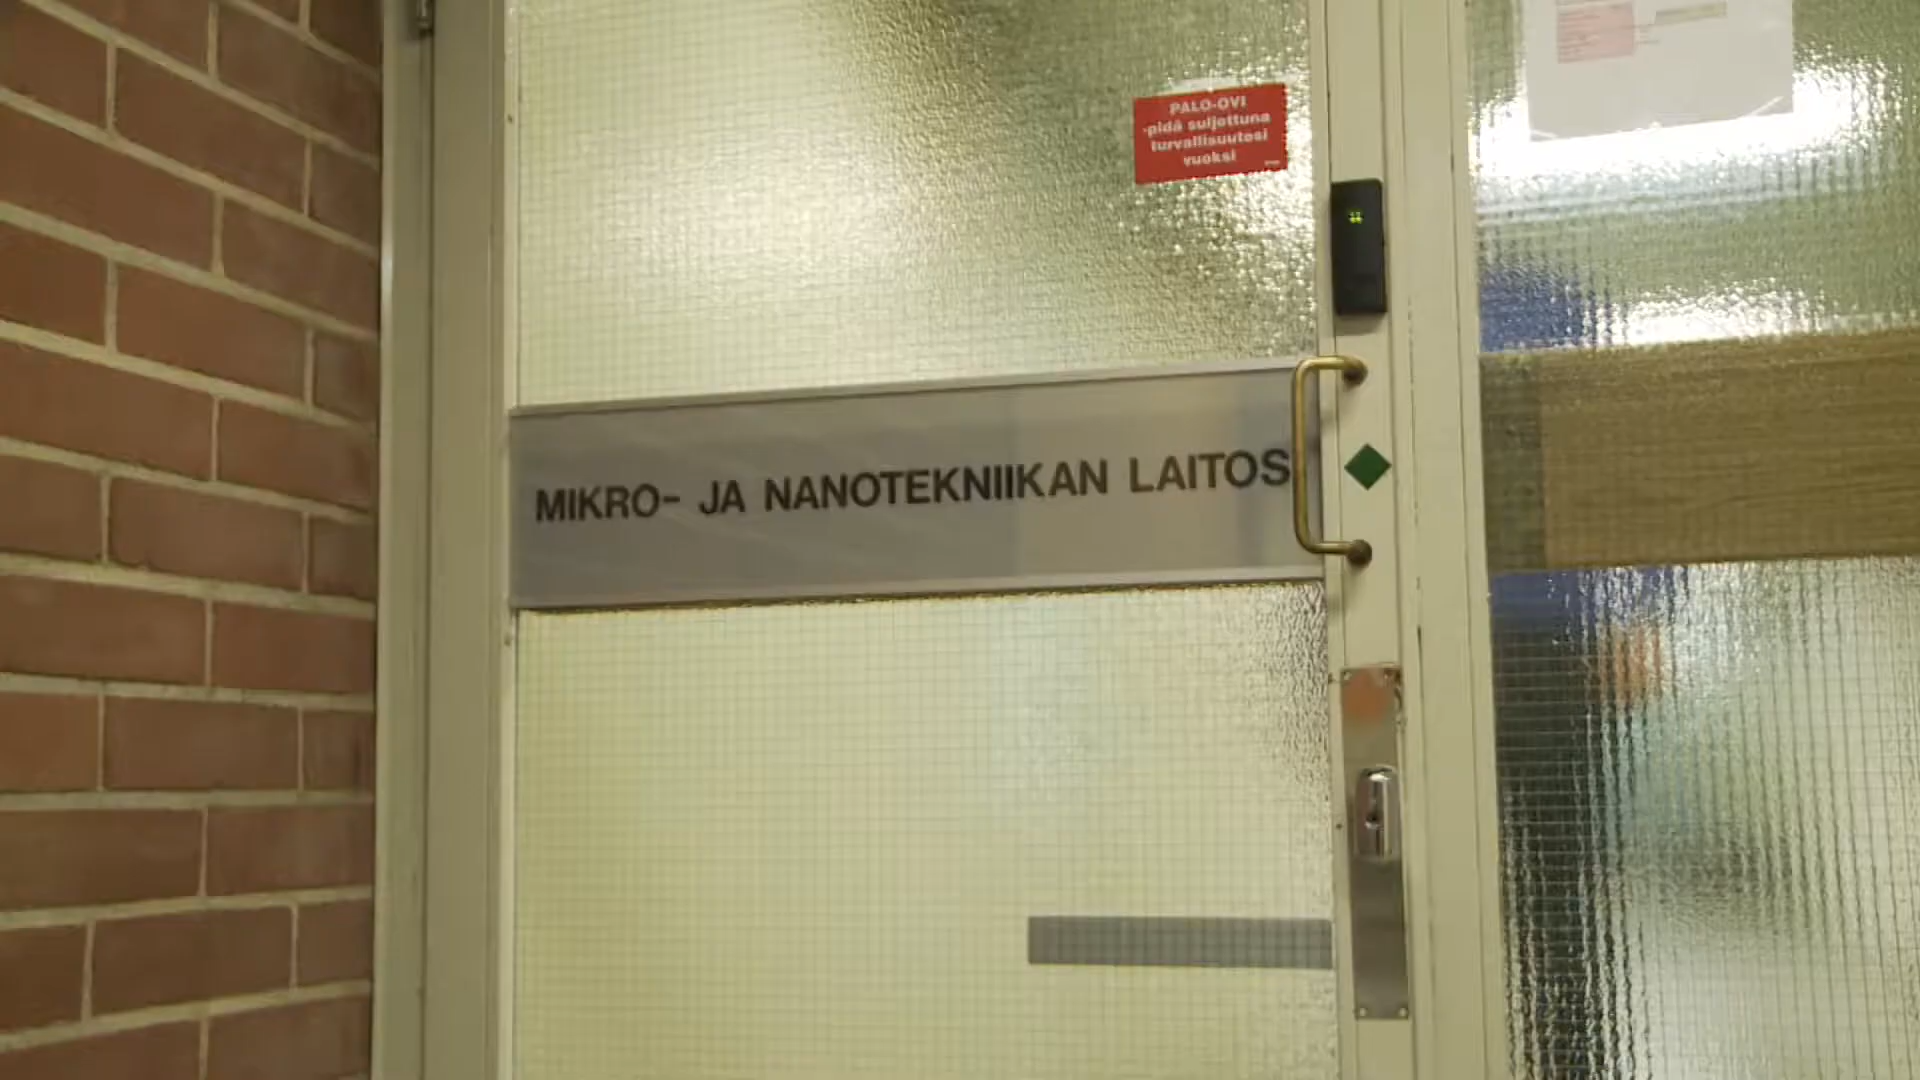 PALO-OVI
-pidä suljettuna
turvallisuutesi
vuoksi
MIKRO- JA NANOTEKNIIKAN LAITOS